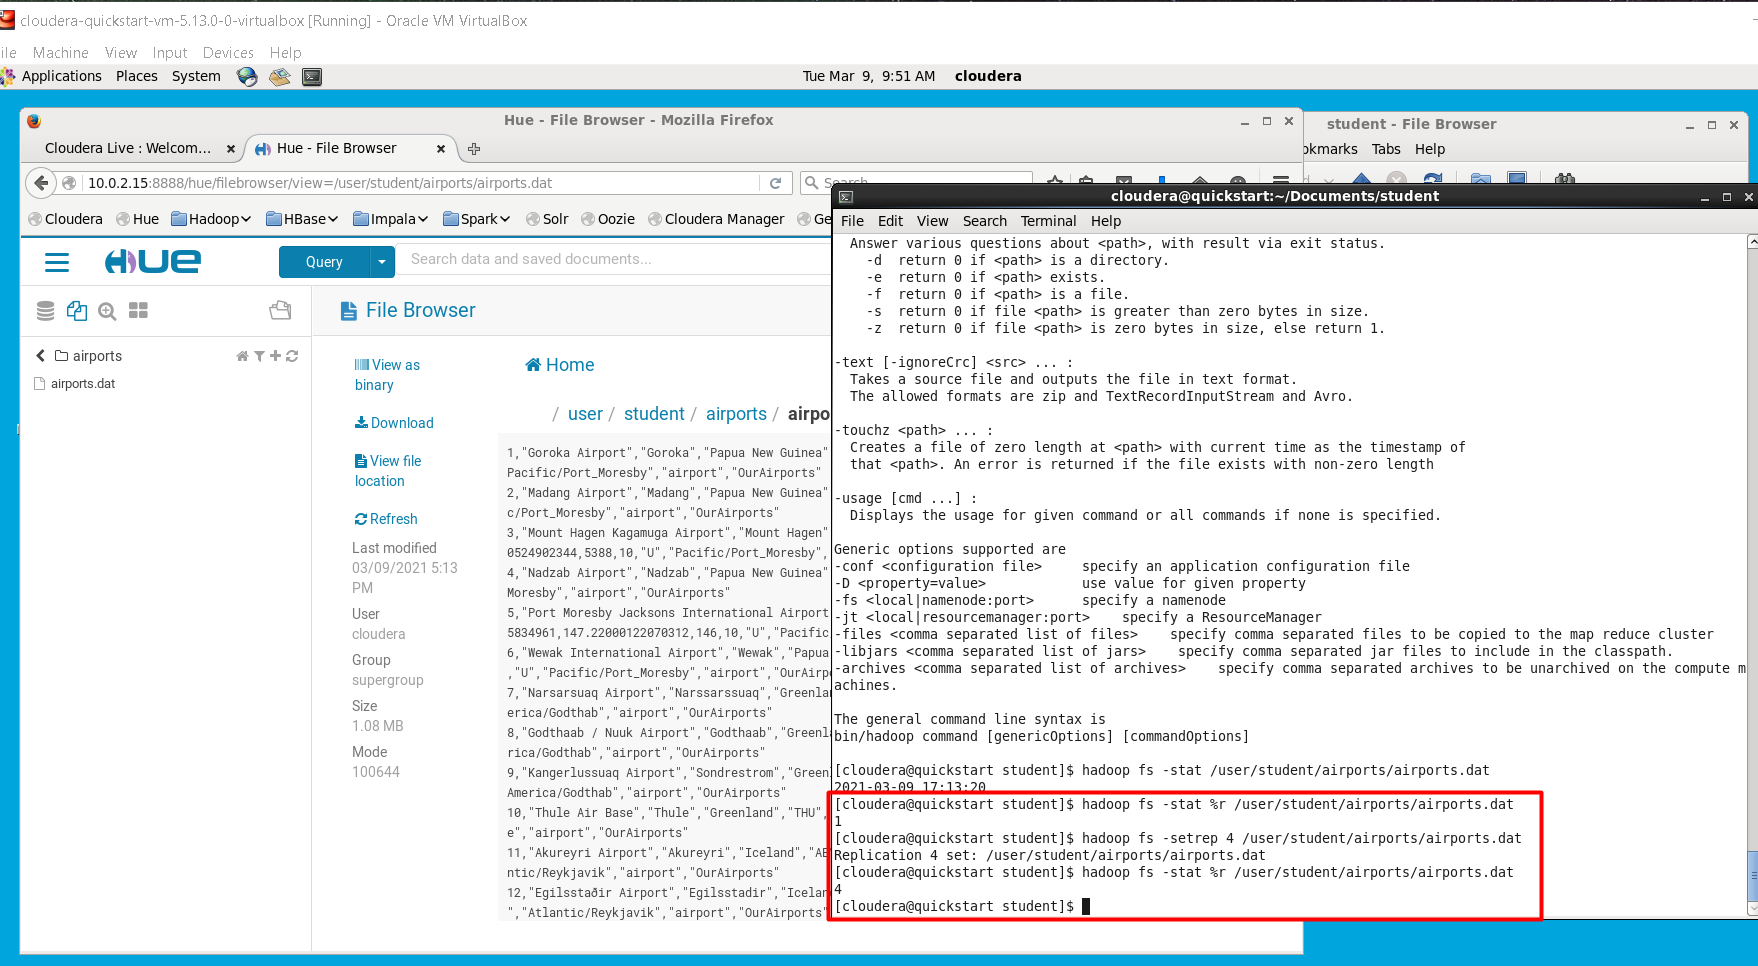 cloudera-quickstart-vm-5.13.0-0-virtualbox [Running] - Oracle VM VirtualBox
ile Machine View Input Devices Help
Applications Places System Tue Mar 9, 9:51 AM cloudera
Hue - File Browser - Mozilla Firefox
student - File Browser
Cloudera Live : Welcom... Hue - File Browser
okmarks Tabs Help
10.0.2.15:8888/hue/filebrowser/view=/user/student/airports/airports.dat
Search
Cloudera Hue Hadoop HBase Impala Spark Solr Oozie Cloudera Manager Ge
HUE
Query
Search data and saved documents...
File Browser
airports
airports.dat
View as
binary
Download
View file
location
Refresh
Last modified
03/09/2021 5:13
PM
User
cloudera
Group
supergroup
Size
1.08 MB
Mode
100644
Home
/ user / student / airports / airpo
1,"Goroka Airport","Goroka","Papua New Guinea"
Pacific/Port_Moresby","airport","OurAirports"
2,"Madang Airport","Madang","Papua New Guinea"
c/Port_Moresby","airport","OurAirports"
3,"Mount Hagen Kagamuga Airport","Mount Hagen"
0524902344,5388,10,"U","Pacific/Port_Moresby",
4,"Nadzab Airport","Nadzab","Papua New Guinea"
Moresby","airport","OurAirports"
5,"Port Moresby Jacksons International Airport
5834961,147.22000122070312,146,10,"U","Pacific
6,"Wewak International Airport","Wewak","Papua
,"U","Pacific/Port_Moresby","airport","OurAirpo
7,"Narsarsuaq Airport","Narssarssuaq","Greenlan
erica/Godthab","airport","OurAirports"
8,"Godthaab / Nuuk Airport","Godthaab","Greenla
rica/Godthab","airport","OurAirports"
9,"Kangerlussuaq Airport","Sondrestrom","Green
America/Godthab","airport","OurAirports"
10,"Thule Air Base","Thule","Greenland","THU",
e","airport","OurAirports"
11,"Akureyri Airport","Akureyri","Iceland","AE
ntic/Reykjavik","airport","OurAirports"
12,"Egilsstaðir Airport","Egilsstadir","Icelan
","Atlantic/Reykjavik","airport","OurAirports"
cloudera@quickstart:~/Documents/student
File Edit View Search Terminal Help
Answer various questions about <path>, with result via exit status.
-d return 0 if <path> is a directory.
-e return 0 if <path> exists.
-f return 0 if <path> is a file.
-s return 0 if file <path> is greater than zero bytes in size.
-z return 0 if file <path> is zero bytes in size, else return 1.
-text [-ignoreCrc] <src> ... :
Takes a source file and outputs the file in text format.
The allowed formats are zip and TextRecordInputStream and Avro.
-touchz <path> ... :
Creates a file of zero length at <path> with current time as the timestamp of
that <path>. An error is returned if the file exists with non-zero length
-usage [cmd ...] :
Displays the usage for given command or all commands if none is specified.
Generic options supported are
-conf <configuration file> specify an application configuration file
-D <property=value> use value for given property
-fs <local|namenode:port> specify a namenode
-jt <local|resourcemanager:port> specify a ResourceManager
-files <comma separated list of files> specify comma separated files to be copied to the map reduce cluster
-libjars <comma separated list of jars> specify comma separated jar files to include in the classpath.
-archives <comma separated list of archives> specify comma separated archives to be unarchived on the compute m
achines.
The general command line syntax is
bin/hadoop command [genericOptions] [commandOptions]
[cloudera@quickstart student]$ hadoop fs -stat /user/student/airports/airports.dat
2021-03-09 17:13:20
[cloudera@quickstart student]$ hadoop fs -stat %r /user/student/airports/airports.dat
1
[cloudera@quickstart student]$ hadoop fs -setrep 4 /user/student/airports/airports.dat
Replication 4 set: /user/student/airports/airports.dat
[cloudera@quickstart student]$ hadoop fs -stat %r /user/student/airports/airports.dat
4
[cloudera@quickstart student]$